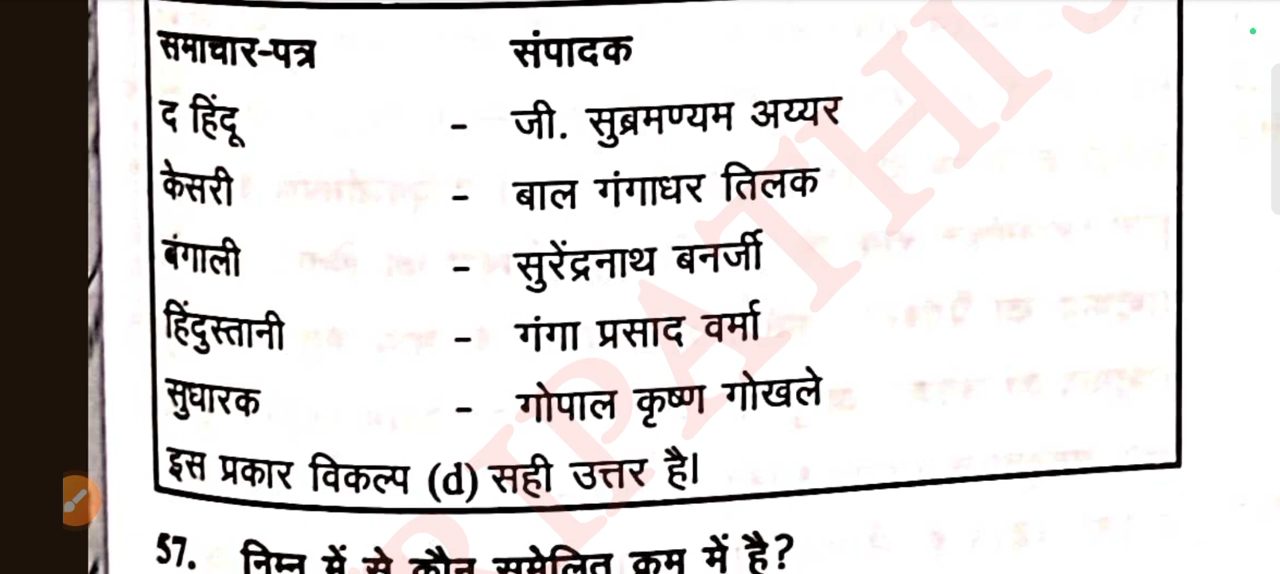 समाचार-पत्र संपादक
द हिंदू - जी. सुब्रमण्यम अय्यर
केसरी - बाल गंगाधर तिलक
बंगाली - सुरेंद्रनाथ बनर्जी
हिंदुस्तानी - गंगा प्रसाद वर्मा
सुधारक - गोपाल कृष्ण गोखले
इस प्रकार विकल्प (d) सही उत्तर है।
57. निम्न में से कौन सुमेलित क्रम में है?